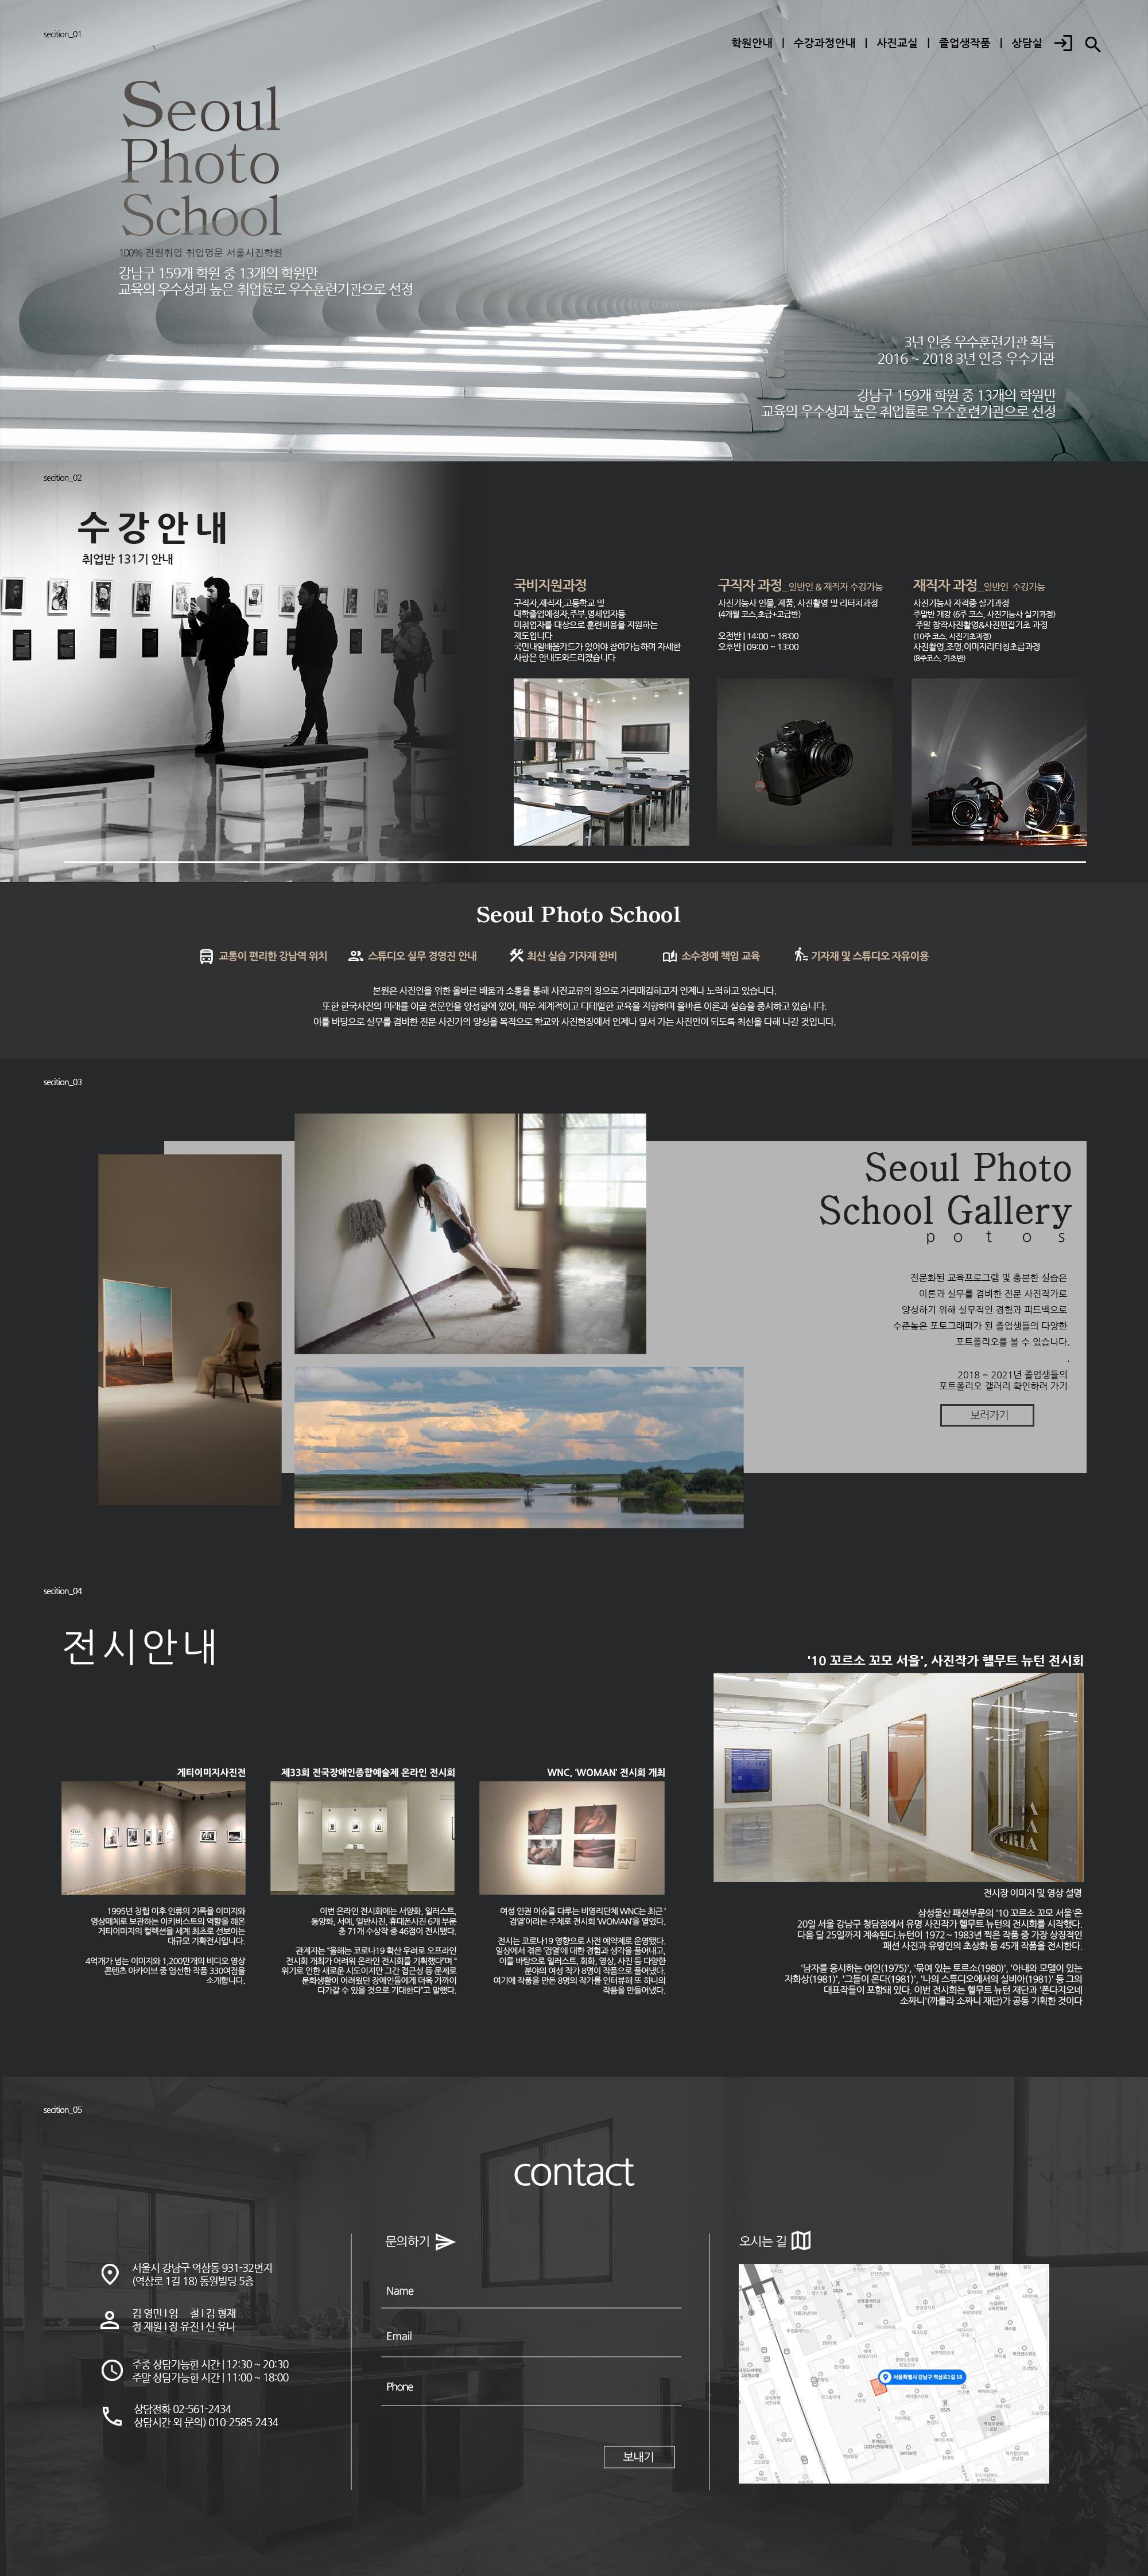 secition_01
학원안내 | 수강과정안내 | 사진교실 | 졸업생작품 | 상담실
Seoul
Photo
School
100% 전원취업 취업명문 서울사진학원
강남구 159개 학원 중 13개의 학원만
교육의 우수성과 높은 취업률로 우수훈련기관으로 선정
3년 인증 우수훈련기관 획득
2016 ~ 2018 3년 인증 우수기관
강남구 159개 학원 중 13개의 학원만
교육의 우수성과 높은 취업률로 우수훈련기관으로 선정
secition_02
수강안내
취업반 131기 안내
국비지원과정
구직자,재직자,고등학교 및
대학졸업예정자,주부,영세업자등
미취업자를 대상으로 훈련비용을 지원하는
제도입니다
국민내일배움카드가 있어야 참여가능하며 자세한
사항은 안내도와드리겠습니다
구직자 과정_일반인 & 재직자 수강가능
사진기능사 인물, 제품, 사진촬영 및 리터치과정
(4개월 코스,초급+고급반)
오전반 | 14:00 ~ 18:00
오후반 | 09:00 ~ 13:00
재직자 과정_일반인 수강가능
사진기능사 자격증 실기과정
주말반 개강 (6주 코스, 사진기능사 실기과정)
주말 창작사진촬영&사진편집기초 과정
(10주 코스, 사진기초과정)
사진촬영,조명,이미지리터칭초급과정
(8주코스, 기초반)
Seoul Photo School
교통이 편리한 강남역 위치
스튜디오 실무 경영진 안내
최신 실습 기자재 완비
소수정예 책임 교육
기자재 및 스튜디오 자유이용
본원은 사진인을 위한 올바른 배움과 소통을 통해 사진교류의 장으로 자리매김하고자 언제나 노력하고 있습니다.
또한 한국사진의 미래를 이끌 전문인을 양성함에 있어, 매우 체계적이고 디테일한 교육을 지향하며 올바른 이론과 실습을 중시하고 있습니다.
이를 바탕으로 실무를 겸비한 전문 사진가의 양성을 목적으로 학교와 사진현장에서 언제나 앞서 가는 사진인이 되도록 최선을 다해 나갈 것입니다.
secition_03
Seoul Photo
School Gallery
potos
전문화된 교육프로그램 및 충분한 실습은
이론과 실무를 겸비한 전문 사진작가로
양성하기 위해 실무적인 경험과 피드백으로
수준높은 포토그래퍼가 된 졸업생들의 다양한
포트폴리오를 볼 수 있습니다.
.
2018 ~ 2021년 졸업생들의
포트폴리오 갤러리 확인하러 가기
보러가기
secition_04
전시안내
게티이미지사진전
1995년 창립 이후 인류의 기록을 이미지와
영상매체로 보관하는 아키비스트의 역할을 해온
게티이미지의 컬렉션을 세계 최초로 선보이는
대규모 기획전시입니다.
4억개가 넘는 이미지와 1,200만개의 비디오 영상
콘텐츠 아카이브 중 엄선한 작품 330여점을
소개합니다.
제33회 전국장애인종합예술제 온라인 전시회
이번 온라인 전시회에는 서양화, 일러스트,
동양화, 서예, 일반사진, 휴대폰사진 6개 부문
총 71개 수상작 중 46점이 전시됐다.
관계자는 "올해는 코로나19 확산 우려로 오프라인
전시회 개최가 어려워 온라인 전시회를 기획했다"며 "
위기로 인한 새로운 시도이지만 그간 접근성 등 문제로
문화생활이 어려웠던 장애인들에게 더욱 가까이
다가갈 수 있을 것으로 기대한다"고 말했다.
WNC, 'WOMAN' 전시회 개최
여성 인권 이슈를 다루는 비영리단체 WNC는 최근 '
검열'이라는 주제로 전시회 'WOMAN'을 열었다.
전시는 코로나19 영향으로 사전 예약제로 운영됐다.
일상에서 겪은 '검열'에 대한 경험과 생각을 풀어내고,
이를 바탕으로 일러스트, 회화, 영상, 사진 등 다양한
분야의 여성 작가 8명이 작품으로 풀어냈다.
여기에 작품을 만든 8명의 작가를 인터뷰해 또 하나의
작품을 만들어냈다.
'10 꼬르소 꼬모 서울', 사진작가 헬무트 뉴턴 전시회
전시장 이미지 및 영상 설명
삼성물산 패션부문의 '10 꼬르소 꼬모 서울'은
20일 서울 강남구 청담점에서 유명 사진작가 헬무트 뉴턴의 전시회를 시작했다.
다음 달 25일까지 계속된다.뉴턴이 1972 ~ 1983년 찍은 작품 중 가장 상징적인
패션 사진과 유명인의 초상화 등 45개 작품을 전시한다.
'남자를 응시하는 여인(1975)', '묶여 있는 토르소(1980)', '아내와 모델이 있는
자화상(1981)', '그들이 온다(1981)', '나의 스튜디오에서의 실비아(1981)' 등 그의
대표작들이 포함돼 있다. 이번 전시회는 헬무트 뉴턴 재단과 '폰다지오네
소짜니'(까를라 소짜니 재단)가 공동 기획한 것이다
secition_05
contact
서울시 강남구 역삼동 931-32번지
(역삼로 1길 18) 동원빌딩 5층
김 영민 | 임 철 | 김 형재
정 재원 | 장 유진 | 신 유나
주중 상담가능한 시간 | 12:30 ~ 20:30
주말 상담가능한 시간 | 11:00 ~ 18:00
상담전화 02-561-2434
상담시간 외 문의) 010-2585-2434
문의하기
Name
Email
Phone
보내기
오시는 길
서울특별시 강남구 역삼로1길 18
GS25
GS25